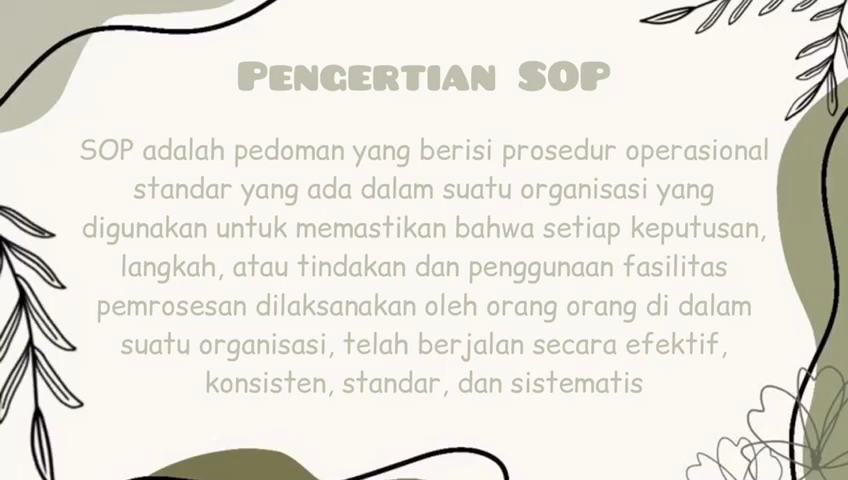 PENGERTIAN SOP
SOP adalah pedoman yang berisi prosedur operasional
standar yang ada dalam suatu organisasi yang
digunakan untuk memastikan bahwa setiap keputusan,
langkah, atau tindakan dan penggunaan fasilitas
pemrosesan dilaksanakan oleh orang orang di dalam
suatu organisasi, telah berjalan secara efektif,
konsisten, standar, dan sistematis